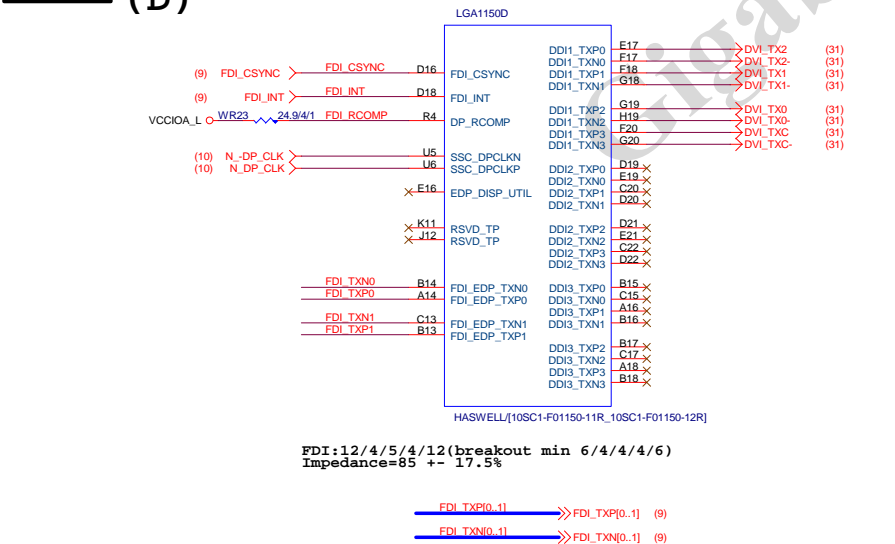 (D)
LGA1150D
Gigab
(9) FDI_CSYNC FDI_CSYNC D16 FDI_CSYNC
(9) FDI_INT FDI_INT D18 FDI_INT
VCCIOA_L WR23 24.9/4/1 FDI_RCOMP R4 DP_RCOMP
(10) N_-DP_CLK U5 SSC_DPCLKN
(10) N_DP_CLK U6 SSC_DPCLKP
E16 EDP_DISP_UTIL
K11 RSVD_TP
J12 RSVD_TP
FDI_TXN0 B14 FDI_EDP_TXN0
FDI_TXP0 A14 FDI_EDP_TXP0
FDI_TXN1 C13 FDI_EDP_TXN1
FDI_TXP1 B13 FDI_EDP_TXP1
DDI1_TXP0 E17 DVI_TX2 (31)
DDI1_TXN0 F17 DVI_TX2- (31)
DDI1_TXP1 F18 DVI_TX1 (31)
DDI1_TXN1 G18 DVI_TX1- (31)
DDI1_TXP2 G19 DVI_TX0 (31)
DDI1_TXN2 H19 DVI_TX0- (31)
DDI1_TXP3 F20 DVI_TXC (31)
DDI1_TXN3 G20 DVI_TXC- (31)
DDI2_TXP0 D19
DDI2_TXN0 E19
DDI2_TXP1 C20
DDI2_TXN1 D20
DDI2_TXP2 D21
DDI2_TXN2 E21
DDI2_TXP3 C22
DDI2_TXN3 D22
DDI3_TXP0 B15
DDI3_TXN0 C15
DDI3_TXP1 A16
DDI3_TXN1 B16
DDI3_TXP2 B17
DDI3_TXN2 C17
DDI3_TXP3 A18
DDI3_TXN3 B18
HASWELL/[10SC1-F01150-11R_10SC1-F01150-12R]
FDI:12/4/5/4/12(breakout min 6/4/4/4/6)
Impedance=85 +- 17.5%
FDI_TXP[0..1] FDI_TXP[0..1] (9)
FDI_TXN[0..1] FDI_TXN[0..1] (9)